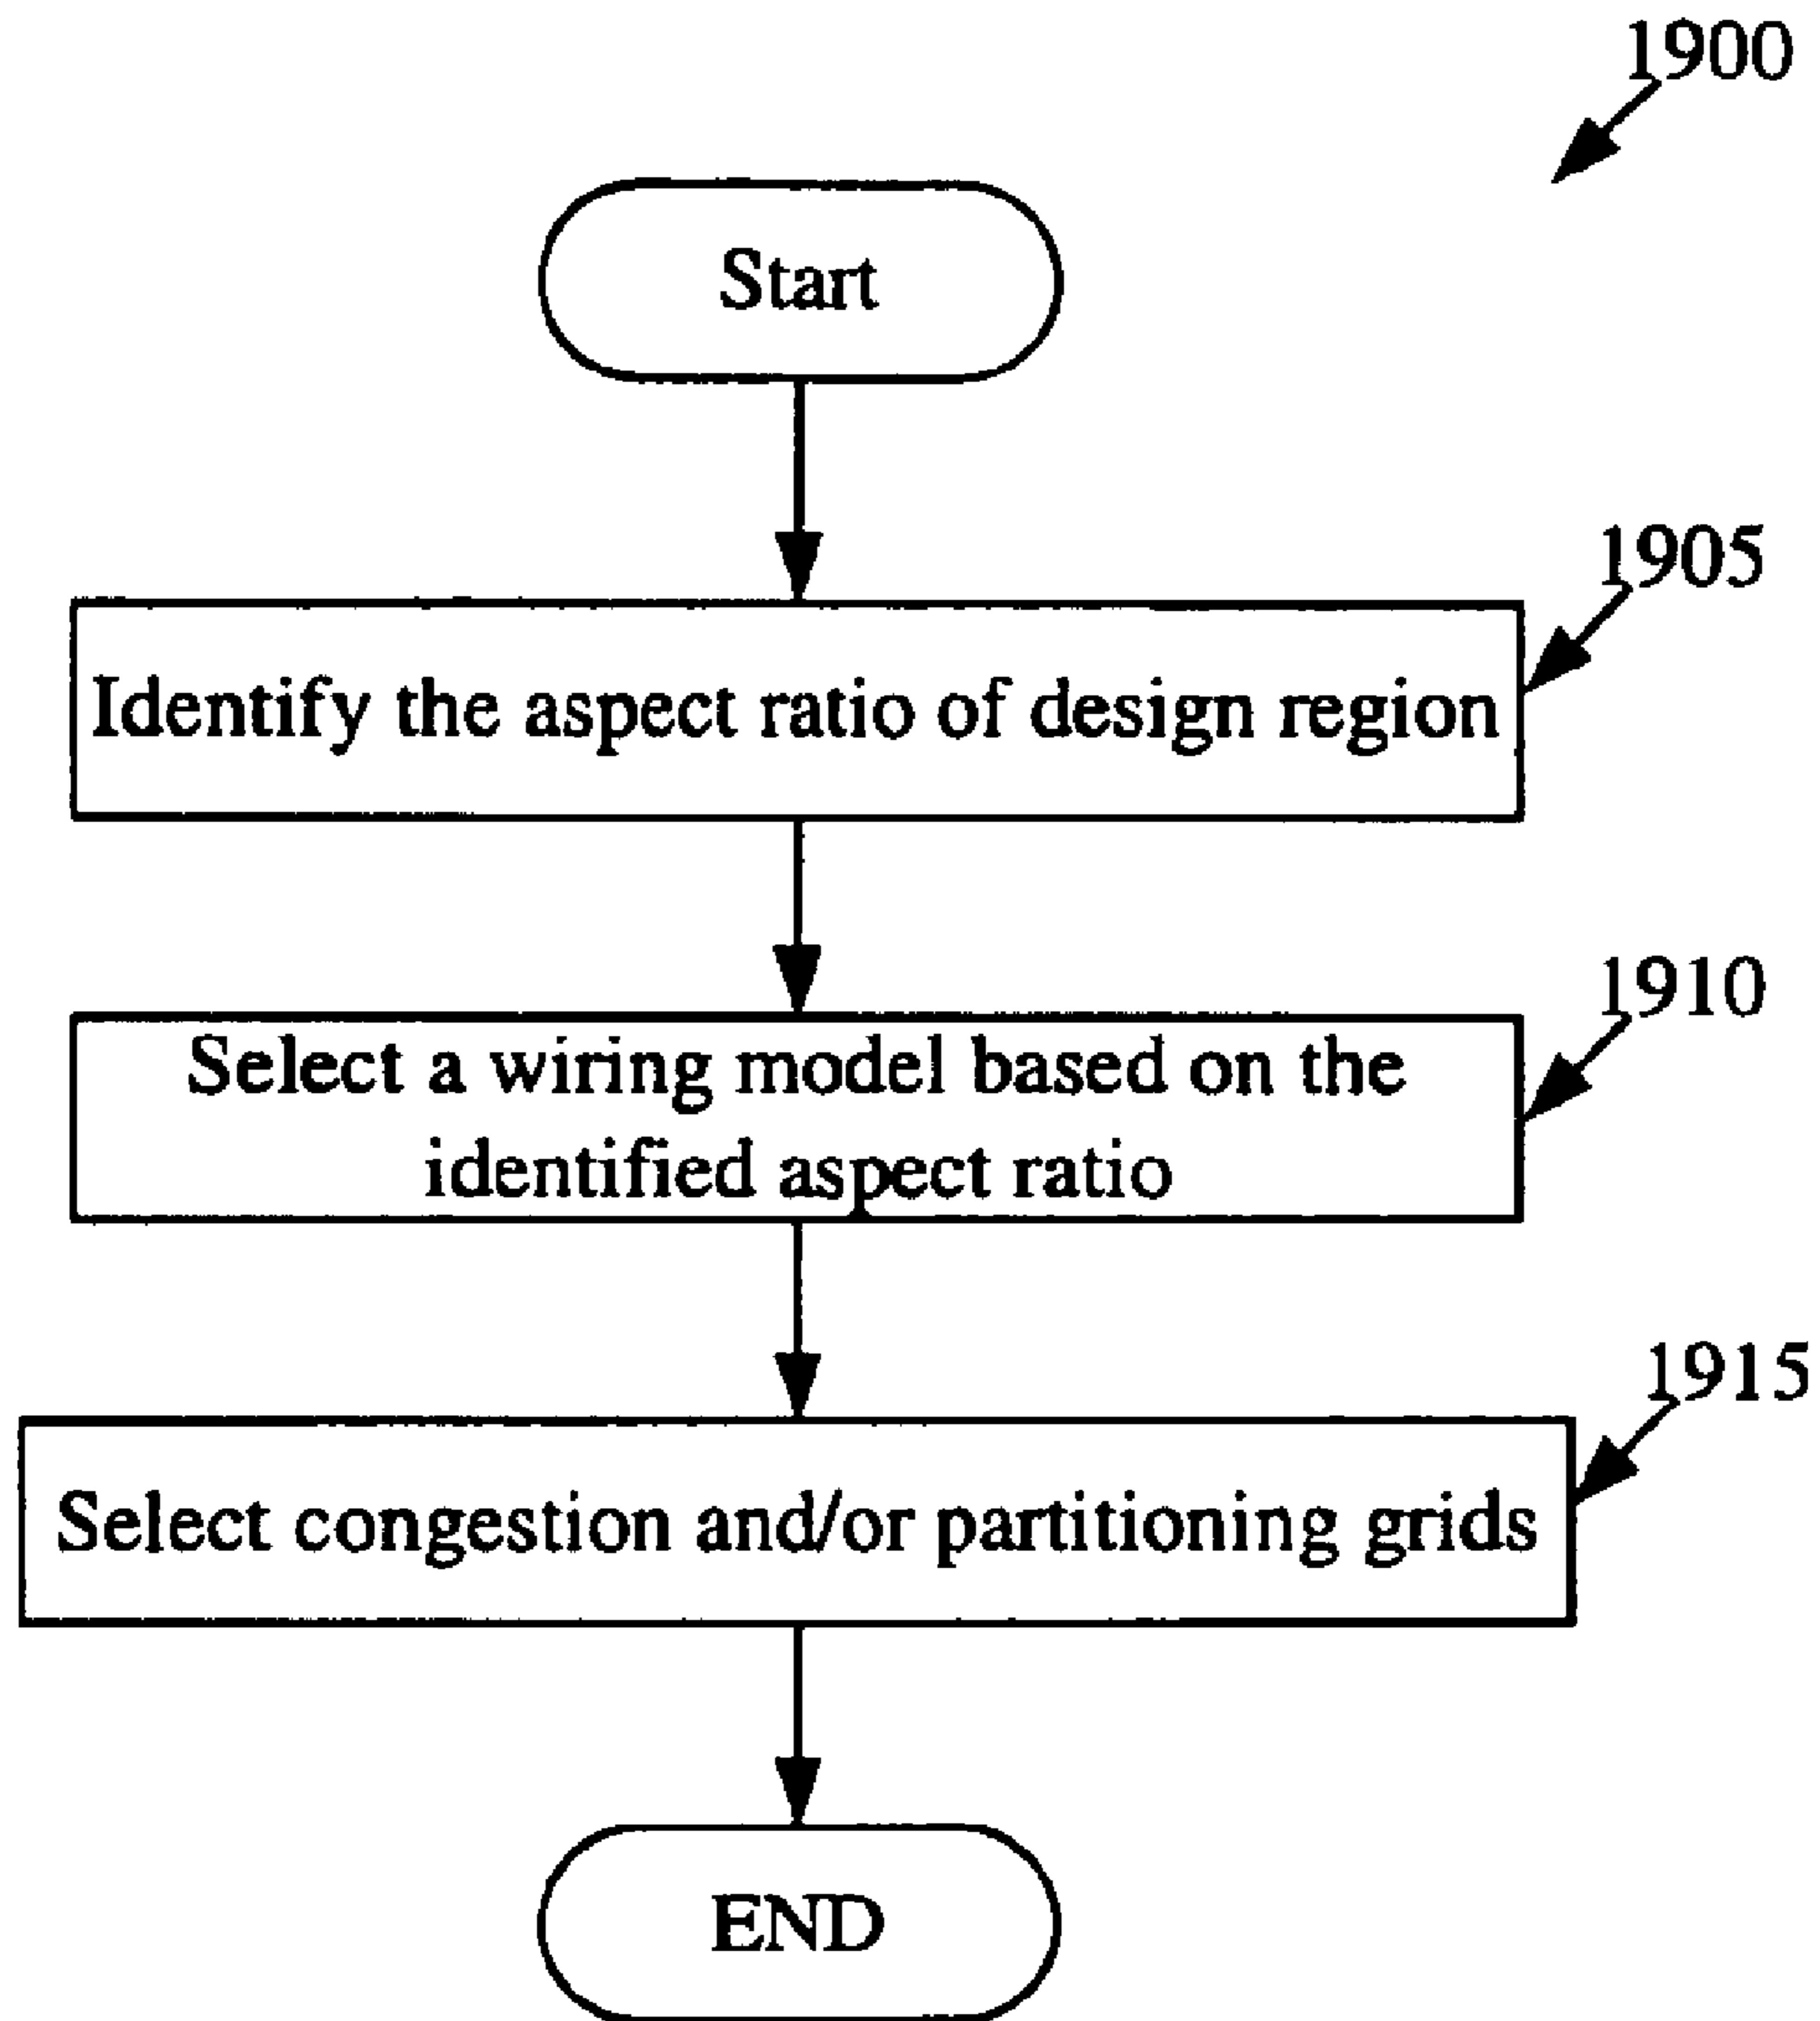 1900
Start
1905
Identify the aspect ratio of design region
1910
Select a wiring model based on the
identified aspect ratio
1915
Select congestion and/or partitioning grids
END